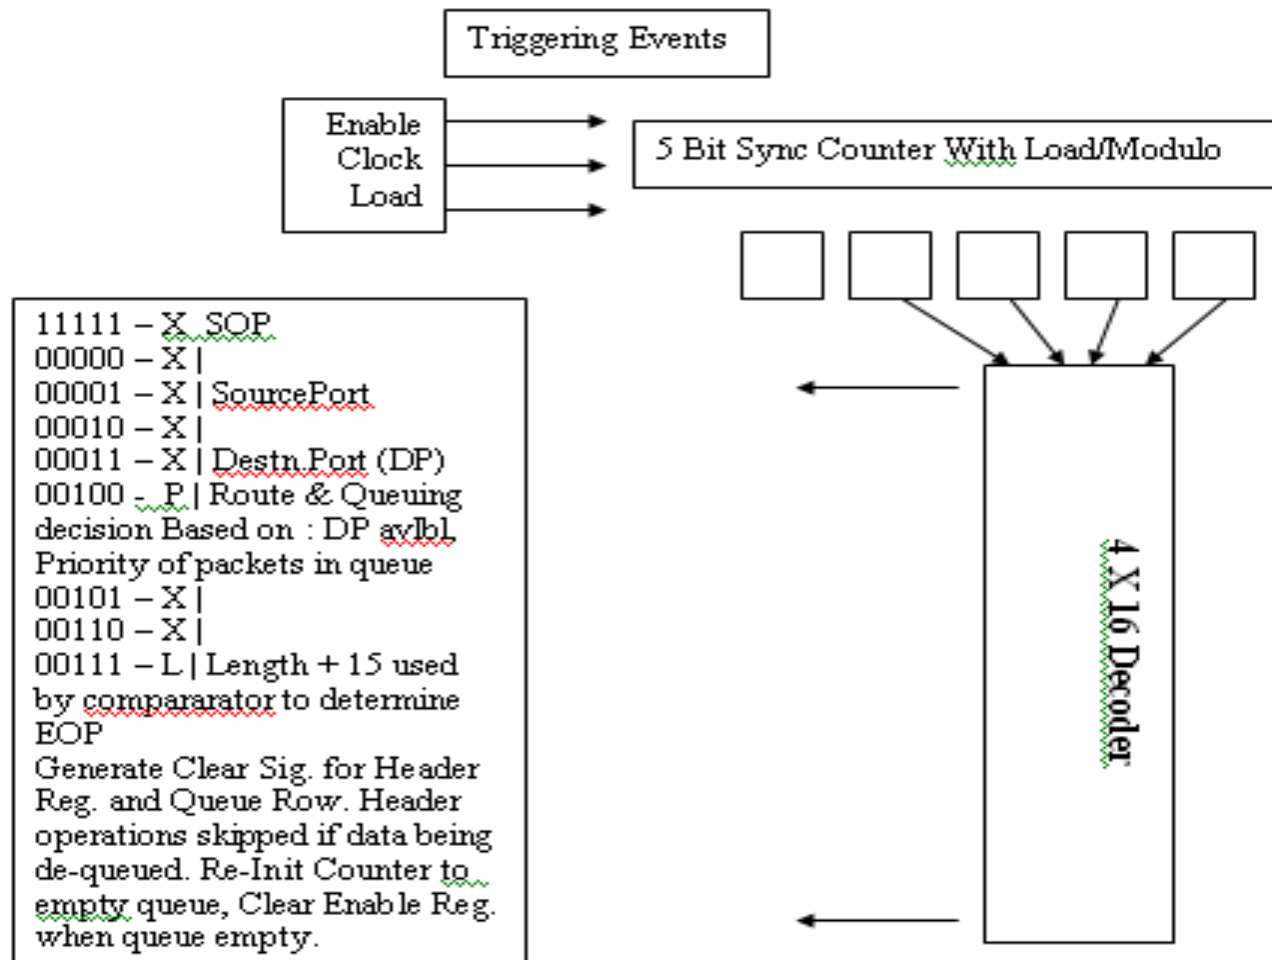 Triggering Events
Enable
Clock
Load
5 Bit Sync Counter With Load/Modulo
11111 – X SOP
00000 – X |
00001 – X | SourcePort
00010 – X |
00011 – X | Destn.Port (DP)
00100 - P | Route & Queuing
decision Based on : DP avlbl,
Priority of packets in queue
00101 – X |
00110 – X |
00111 – L | Length + 15 used
by compararator to determine
EOP
Generate Clear Sig. for Header
Reg. and Queue Row. Header
operations skipped if data being
de-queued. Re-Init Counter to
empty queue, Clear Enable Reg.
when queue empty.
4 X 16 Decoder